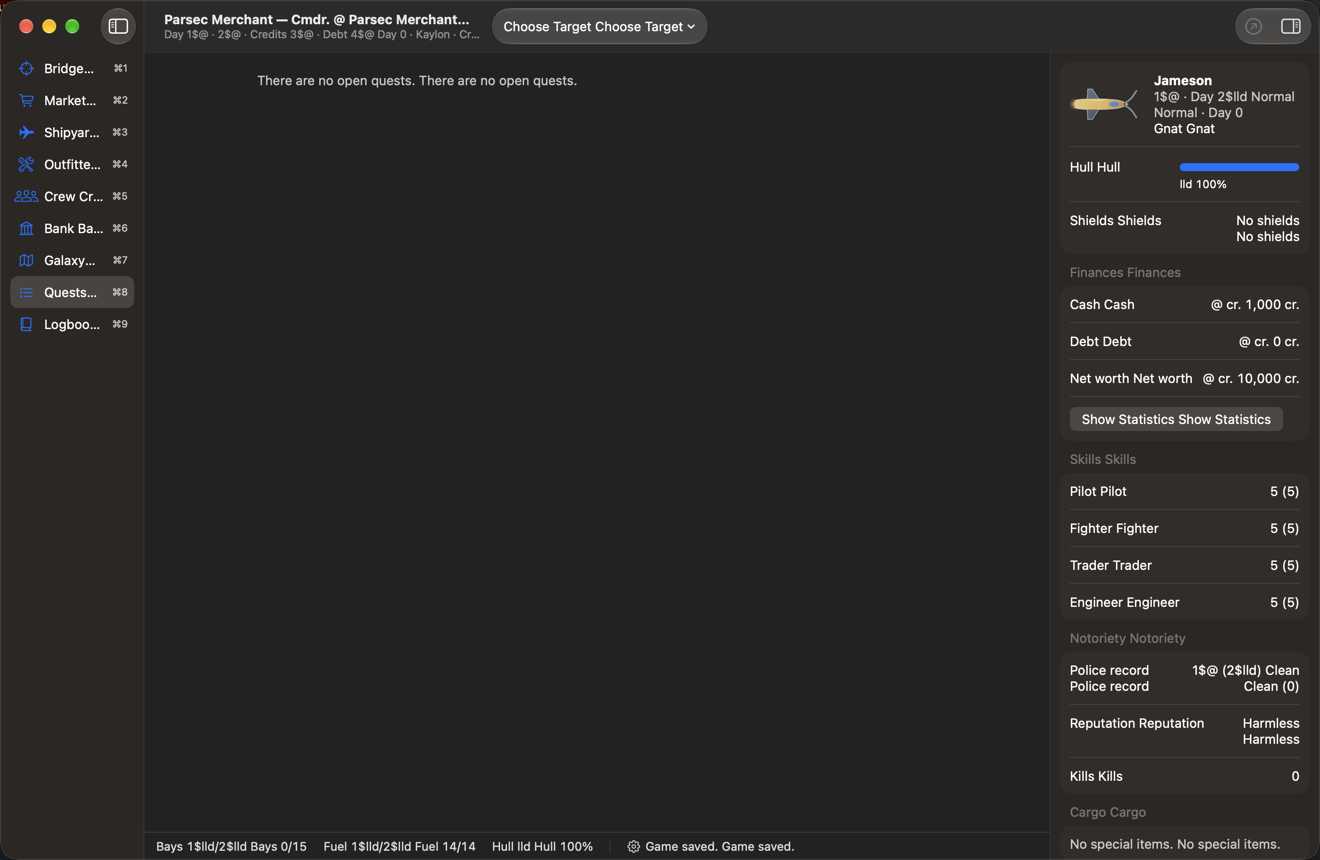 Parsec Merchant — Cmdr. @ Parsec Merchant...
Day 1$@ · 2$@ · Credits 3$@ · Debt 4$@ Day 0 · Kaylon · Cr...
Choose Target Choose Target
Bridge... ⌘1
Market... ⌘2
Shipyar... ⌘3
Outfitte... ⌘4
Crew Cr... ⌘5
Bank Ba... ⌘6
Galaxy... ⌘7
Quests... ⌘8
Logboo... ⌘9
There are no open quests. There are no open quests.
Jameson
1$@ · Day 2$lld Normal
Normal · Day 0
Gnat Gnat
Hull Hull
lld 100%
Shields Shields No shields
No shields
Finances Finances
Cash Cash @ cr. 1,000 cr.
Debt Debt @ cr. 0 cr.
Net worth Net worth @ cr. 10,000 cr.
Show Statistics Show Statistics
Skills Skills
Pilot Pilot 5 (5)
Fighter Fighter 5 (5)
Trader Trader 5 (5)
Engineer Engineer 5 (5)
Notoriety Notoriety
Police record 1$@ (2$lld) Clean
Police record Clean (0)
Reputation Reputation Harmless
Harmless
Kills Kills 0
Cargo Cargo
No special items. No special items.
Bays 1$lld/2$lld Bays 0/15 Fuel 1$lld/2$lld Fuel 14/14 Hull lld Hull 100% Game saved. Game saved.